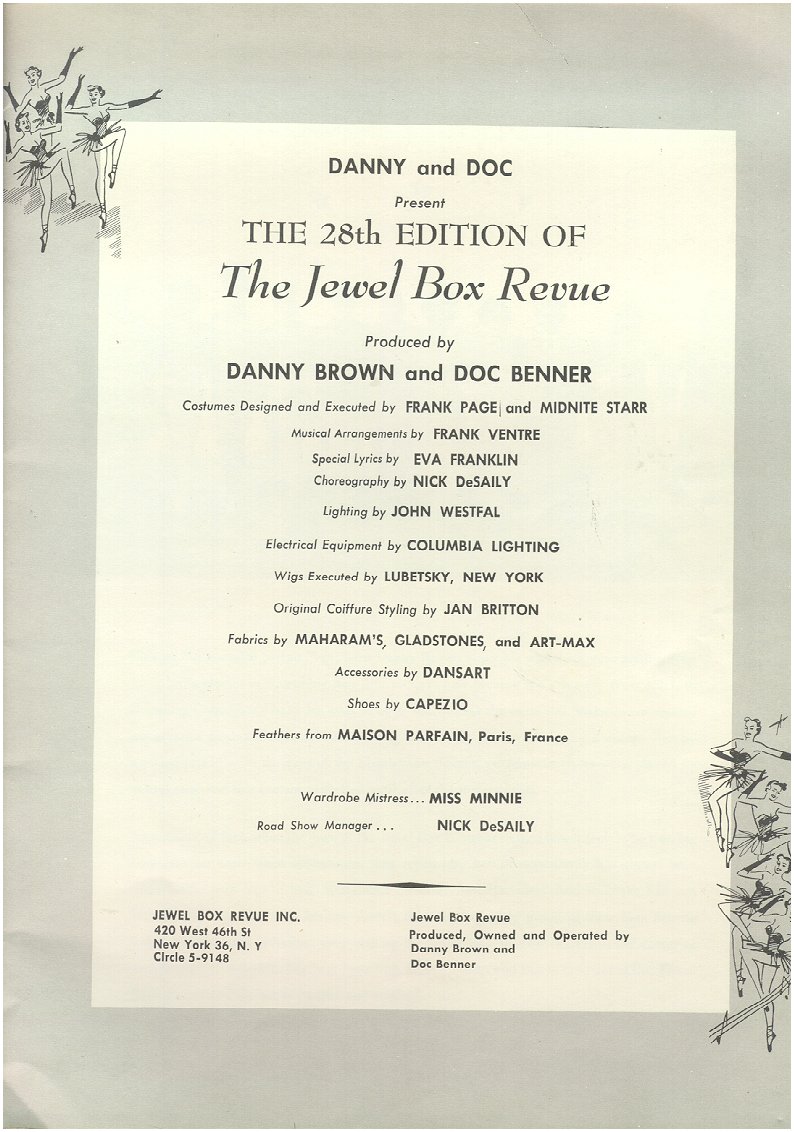 DANNY and DOC
Present
THE 28th EDITION OF
The Jewel Box Revue
Produced by
DANNY BROWN and DOC BENNER
Costumes Designed and Executed by FRANK PAGE and MIDNITE STARR
Musical Arrangements by FRANK VENTRE
Special Lyrics by EVA FRANKLIN
Choreography by NICK DeSAILY
Lighting by JOHN WESTFAL
Electrical Equipment by COLUMBIA LIGHTING
Wigs Executed by LUBETSKY, NEW YORK
Original Coiffure Styling by JAN BRITTON
Fabrics by MAHARAM'S, GLADSTONES, and ART-MAX
Accessories by DANSART
Shoes by CAPEZIO
Feathers from MAISON PARFAIN, Paris, France
Wardrobe Mistress... MISS MINNIE
Road Show Manager... NICK DeSAILY
JEWEL BOX REVUE INC.
420 West 46th St
New York 36, N. Y
CIrcle 5-9148
Jewel Box Revue
Produced, Owned and Operated by
Danny Brown and
Doc Benner